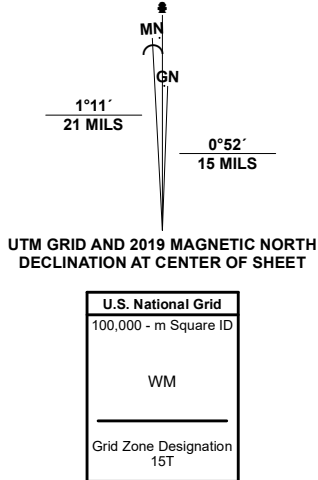 MN
GN
1°11´
21 MILS
0°52´
15 MILS
UTM GRID AND 2019 MAGNETIC NORTH
DECLINATION AT CENTER OF SHEET
U.S. National Grid
100,000 - m Square ID
WM
Grid Zone Designation
15T